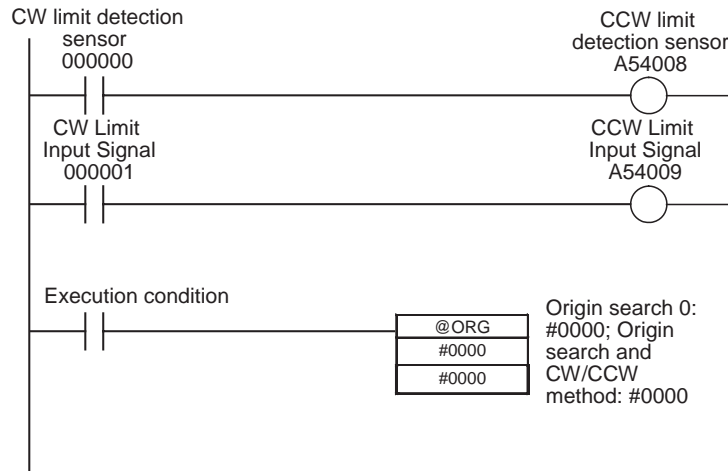 CW limit detection
sensor
000000
CCW limit
detection sensor
A54008
CW Limit
Input Signal
000001
CCW Limit
Input Signal
A54009
Execution condition
@ORG
#0000
#0000
Origin search 0:
#0000; Origin
search and
CW/CCW
method: #0000